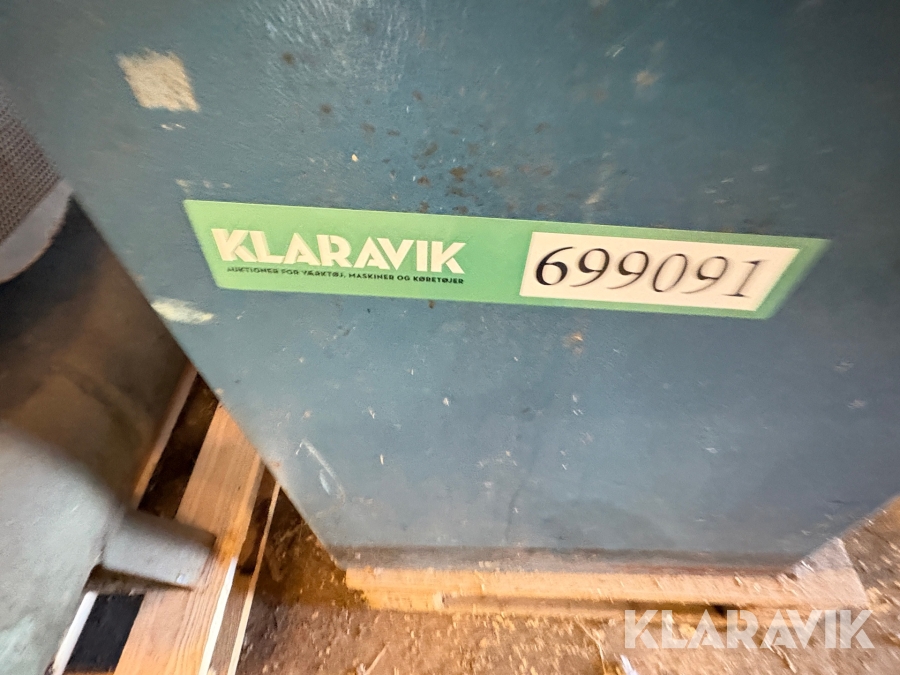 KLARAVIK
AUKTIONER FOR VÆRKTØJ, MASKINER OG KØRETØJER
699091
KLARAVIK